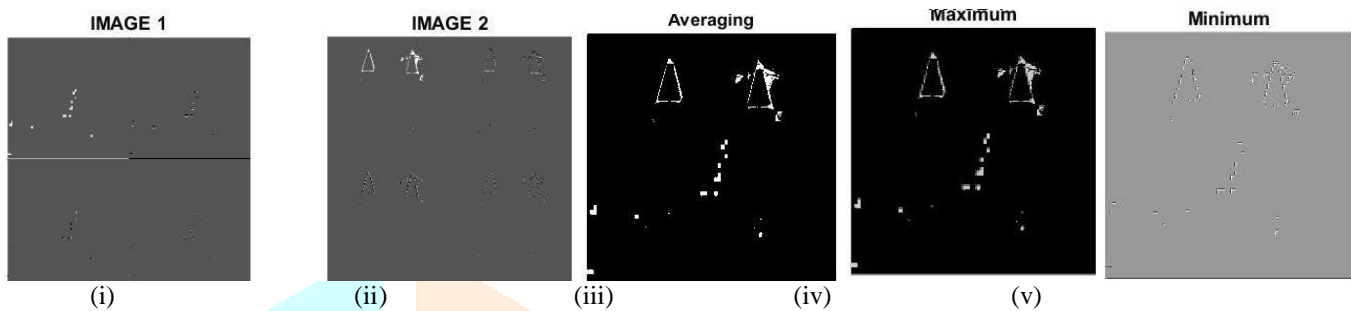 IMAGE 1
IMAGE 2
Averaging
Maximum
Minimum
(i)
(ii)
(iii)
(iv)
(v)